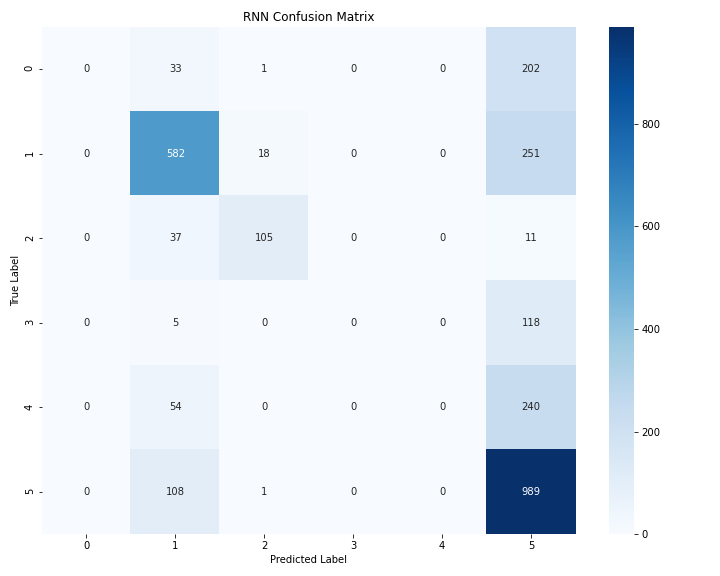 RNN Confusion Matrix
0 0 33 1 0 0 202
1 0 582 18 0 0 251
2 0 37 105 0 0 11
3 0 5 0 0 0 118
4 0 54 0 0 0 240
5 0 108 1 0 0 989
0 1 2 3 4 5
True Label
Predicted Label
800
600
400
200
0